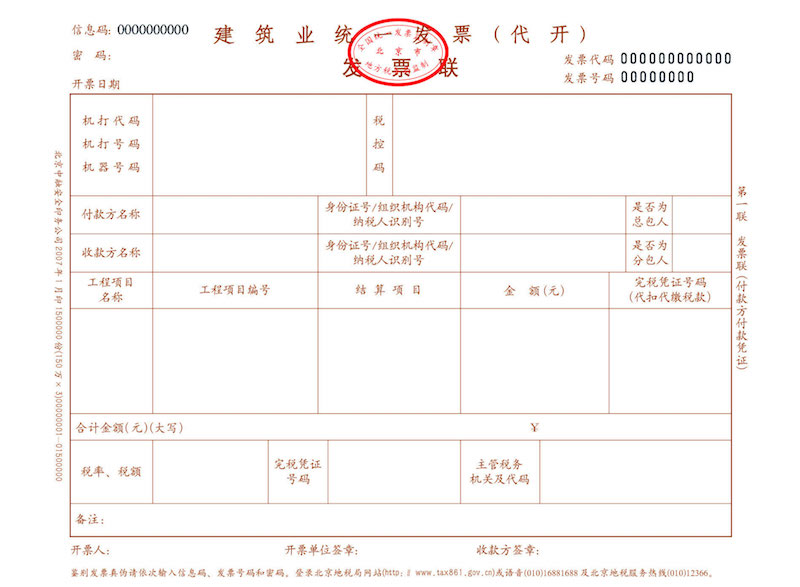 信息码: 0000000000
建筑业统一发票(代开)
密 码:
发票联
全国统一发票监制章
北京市
地方税务局监制
发票代码 000000000000
发票号码 00000000
开票日期
机打代码
机打号码
机器号码
税控码
付款方名称
身份证号/组织机构代码/
纳税人识别号
是否为
总包人
收款方名称
身份证号/组织机构代码/
纳税人识别号
是否为
分包人
工程项目
名称
工程项目编号
结算项目
金 额(元)
完税凭证号码
(代扣代缴税款)
合计金额(元)(大写)
¥
税率、税额
完税凭证
号码
主管税务
机关及代码
备注:
开票人:
开票单位签章:
收款方签章:
鉴别发票真伪请依次输入信息码、发票号码和密码。登录北京地税局网站(http:// www.tax861.gov.cn)或语音(010)16881688及北京地税服务热线(010)12366。
第一联 发票联(付款方付款凭证)
北京中融安全印务公司2007年1月印1500000份(150万×3)00000001—01500000